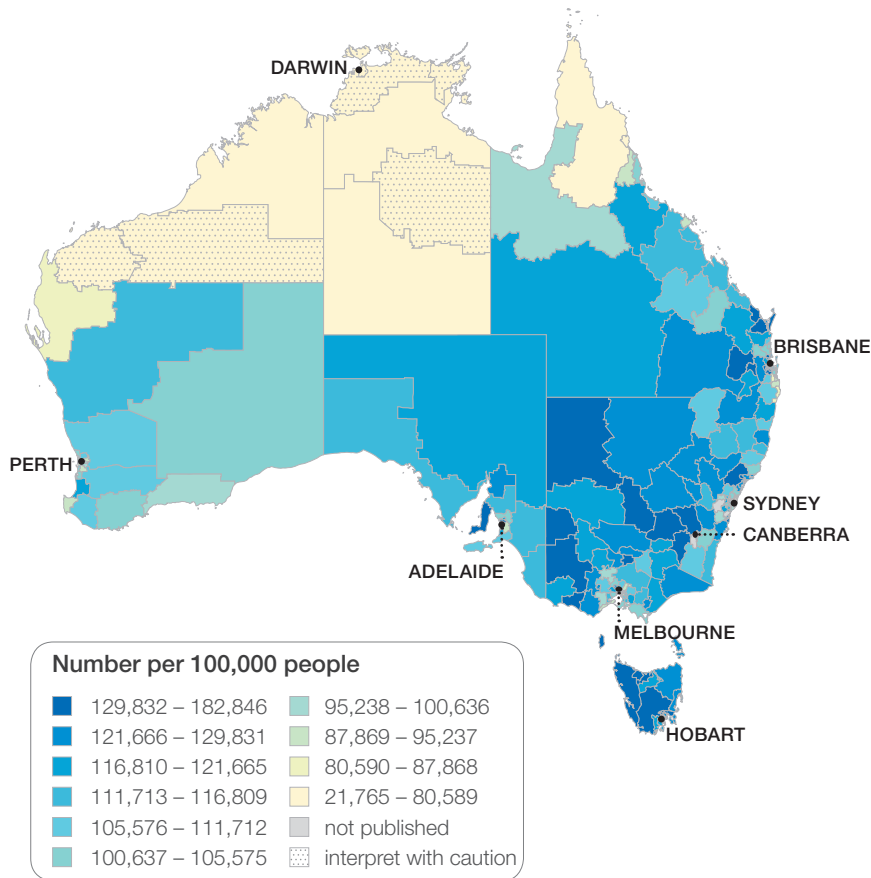 DARWIN
BRISBANE
PERTH
SYDNEY
CANBERRA
ADELAIDE
MELBOURNE
HOBART
Number per 100,000 people
129,832 – 182,846
121,666 – 129,831
116,810 – 121,665
111,713 – 116,809
105,576 – 111,712
100,637 – 105,575
95,238 – 100,636
87,869 – 95,237
80,590 – 87,868
21,765 – 80,589
not published
interpret with caution